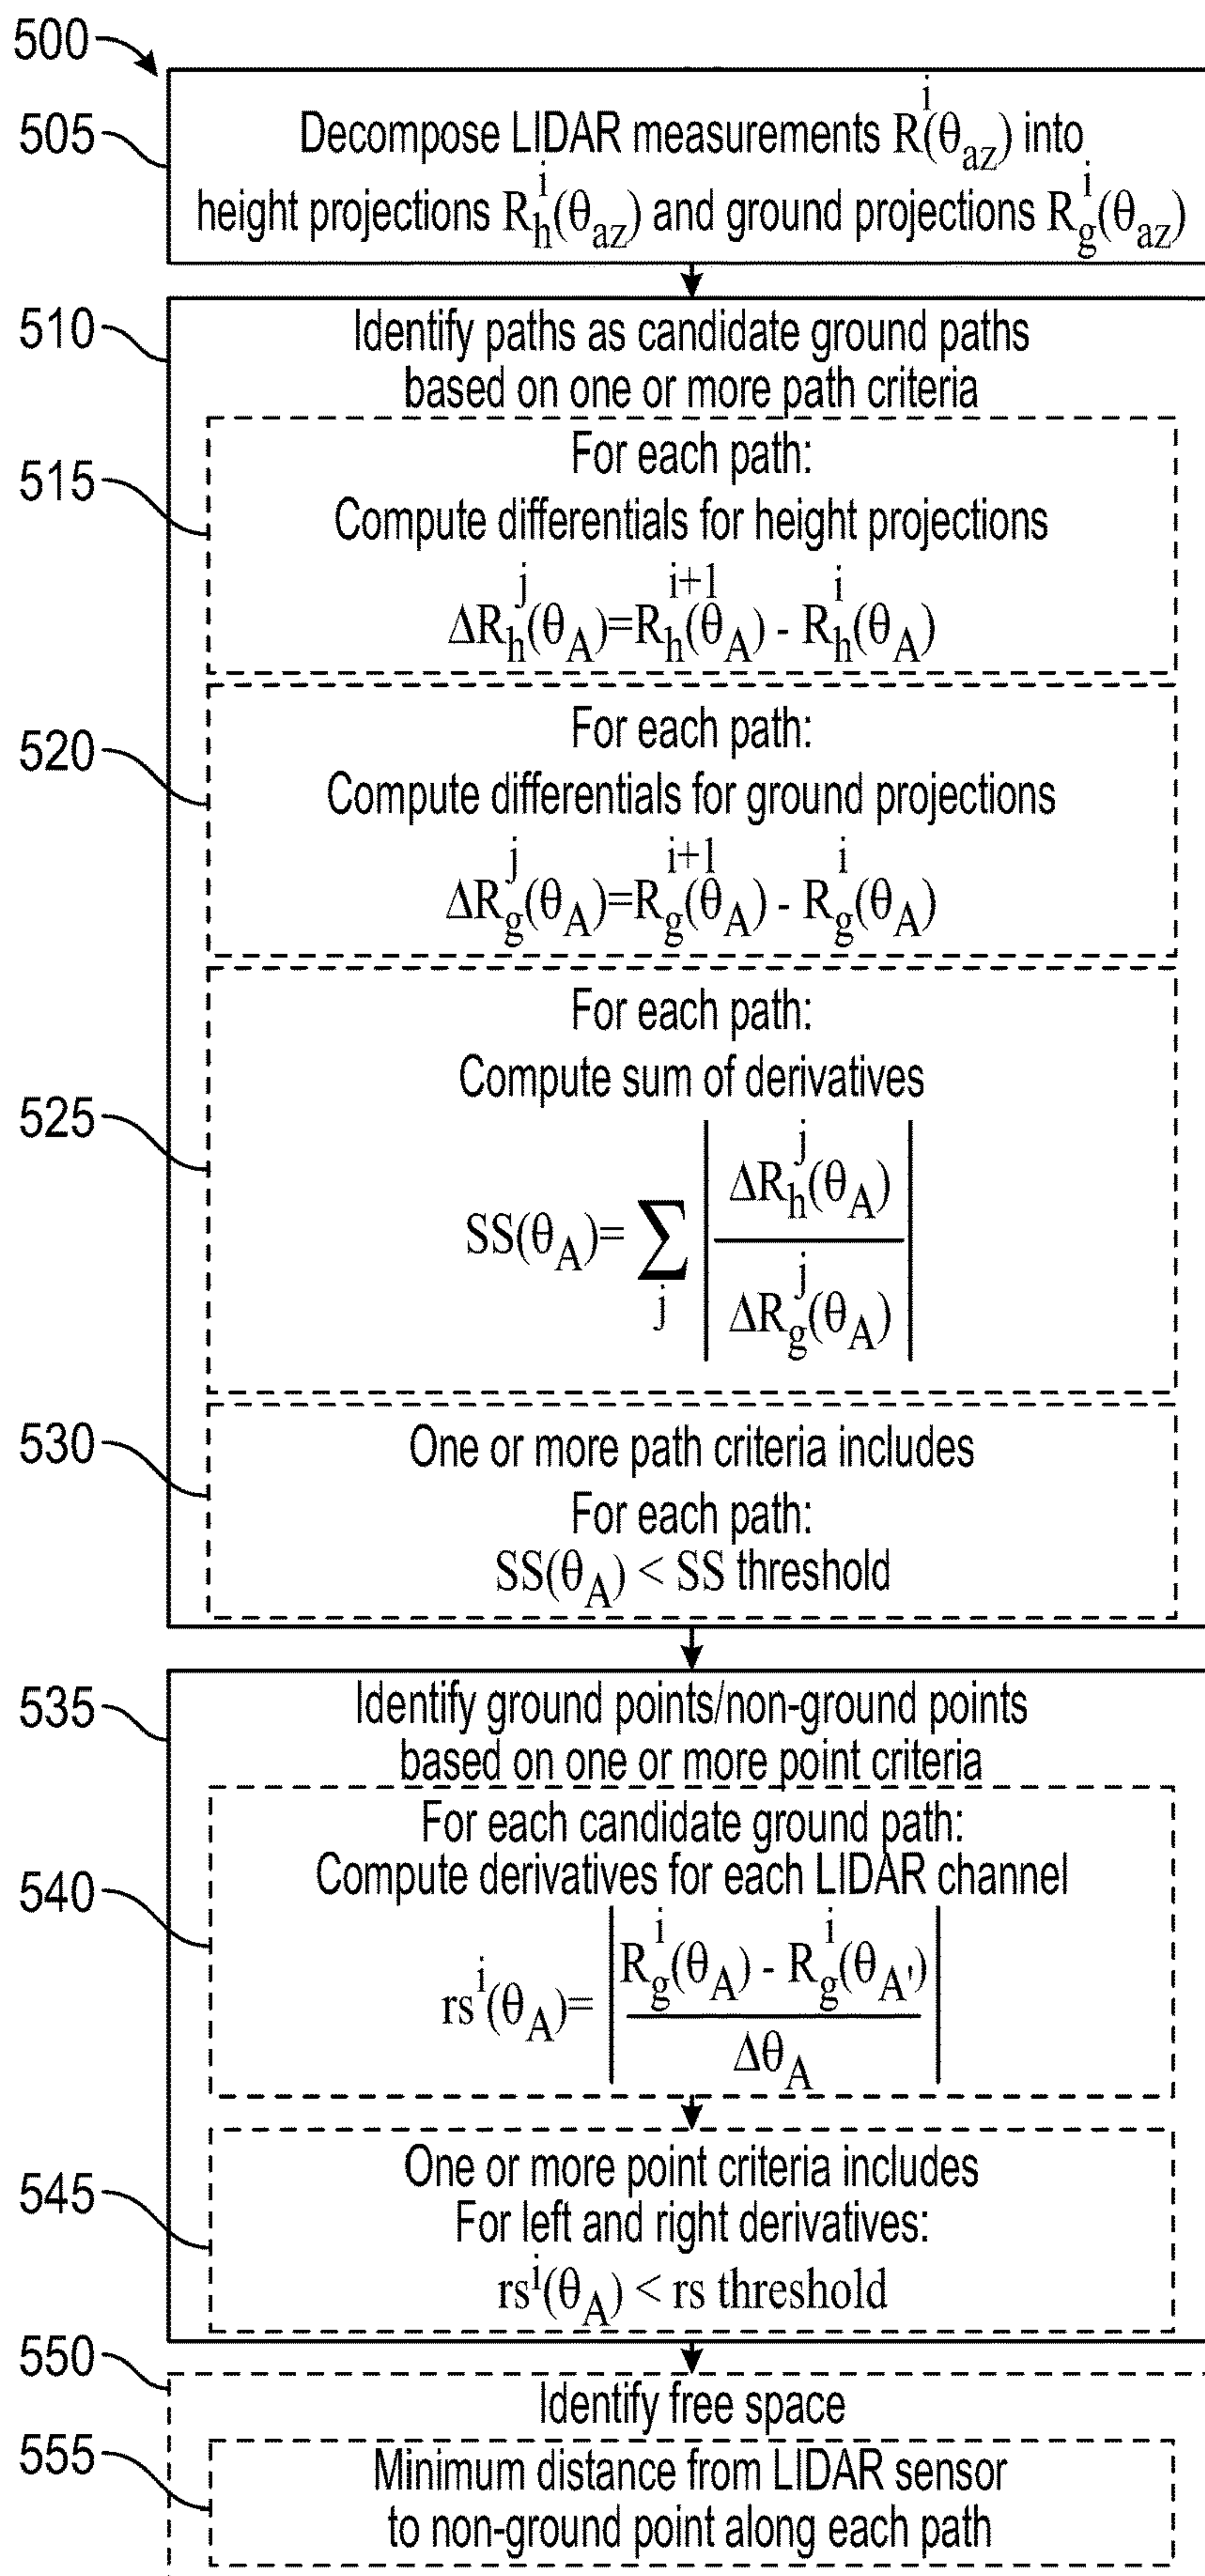 500
505
Decompose LIDAR measurements R^i(θ_az) into
height projections R_h^i(θ_az) and ground projections R_g^i(θ_az)
510
Identify paths as candidate ground paths
based on one or more path criteria
515
For each path:
Compute differentials for height projections
ΔR_h^j(θ_A)=R_h^{i+1}(θ_A) - R_h^i(θ_A)
520
For each path:
Compute differentials for ground projections
ΔR_g^j(θ_A)=R_g^{i+1}(θ_A) - R_g^i(θ_A)
525
For each path:
Compute sum of derivatives
SS(θ_A)= ∑_j |ΔR_h^j(θ_A) / ΔR_g^j(θ_A)|
530
One or more path criteria includes
For each path:
SS(θ_A) < SS threshold
535
Identify ground points/non-ground points
based on one or more point criteria
540
For each candidate ground path:
Compute derivatives for each LIDAR channel
rs^i(θ_A)= |R_g^i(θ_A) - R_g^i(θ_A') / Δθ_A|
545
One or more point criteria includes
For left and right derivatives:
rs^i(θ_A) < rs threshold
550
Identify free space
555
Minimum distance from LIDAR sensor
to non-ground point along each path